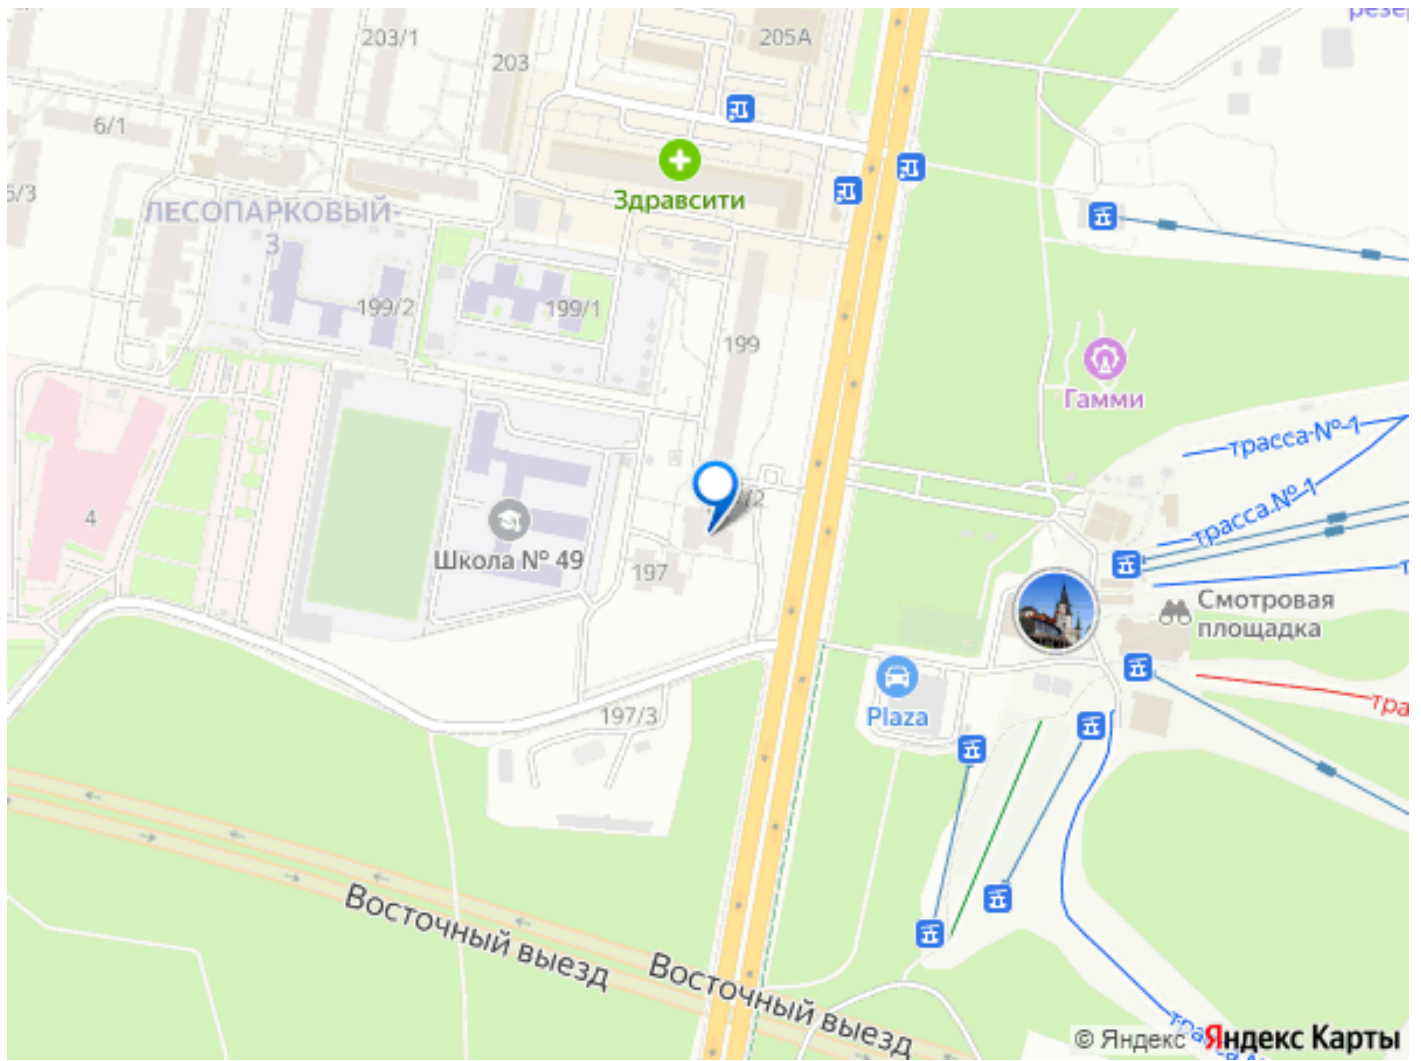 203/1
203
205А
6/1
Здравсити
ЛЕСОПАРКОВЫЙ-
3
199/2
199/1
199
Гамми
трасса №1
трасса №1
4
Школа № 49
197
Смотровая
площадка
197/3
Plaza
Восточный выезд
Восточный выезд
© Яндекс Яндекс Карты